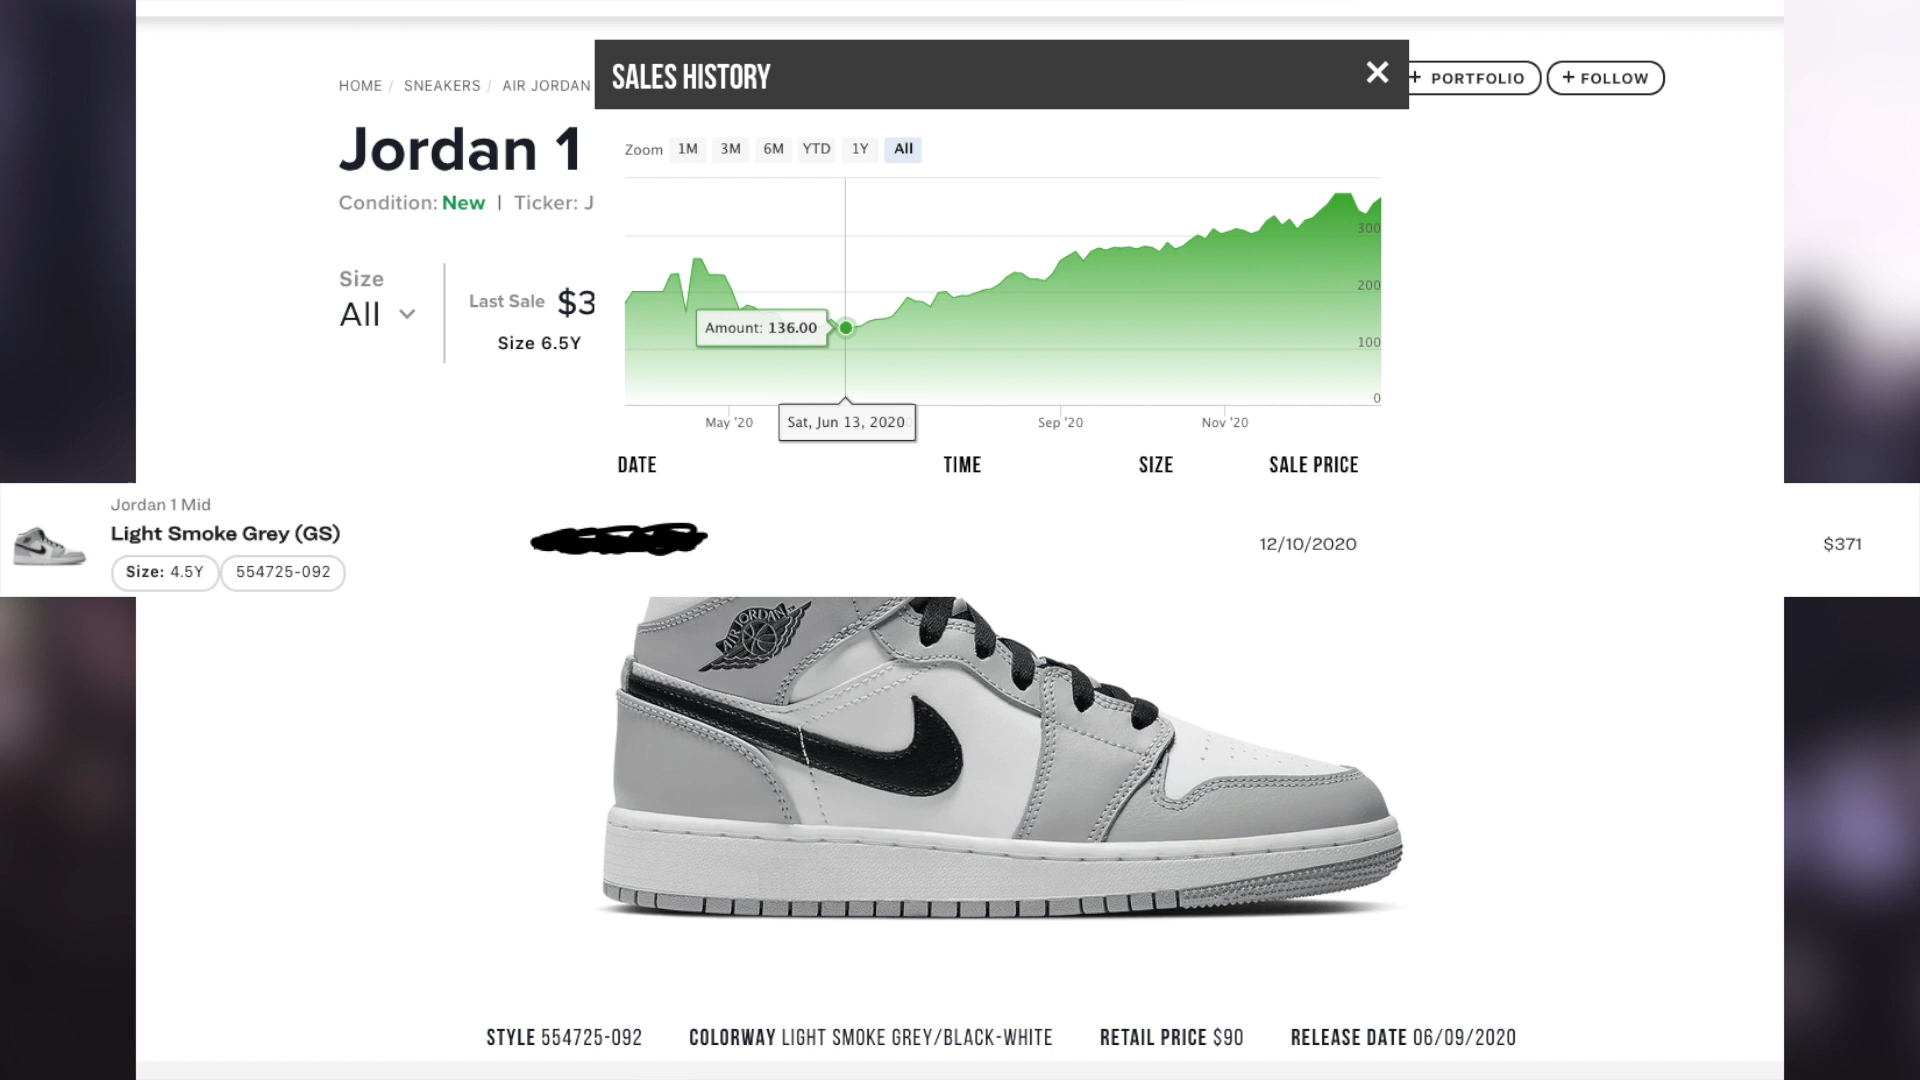 SALES HISTORY ✕
HOME / SNEAKERS / AIR JORDAN
+ PORTFOLIO
+ FOLLOW
Jordan 1
Condition: New | Ticker: J
Zoom 1M 3M 6M YTD 1Y All
Size
All
Last Sale $3
Size 6.5Y
300
200
100
0
Amount: 136.00
May '20
Sat, Jun 13, 2020
Sep '20
Nov '20
DATE TIME SIZE SALE PRICE
Jordan 1 Mid
Light Smoke Grey (GS)
Size: 4.5Y
554725-092
12/10/2020
$371
AIR JORDAN
STYLE 554725-092 COLORWAY LIGHT SMOKE GREY/BLACK-WHITE RETAIL PRICE $90 RELEASE DATE 06/09/2020